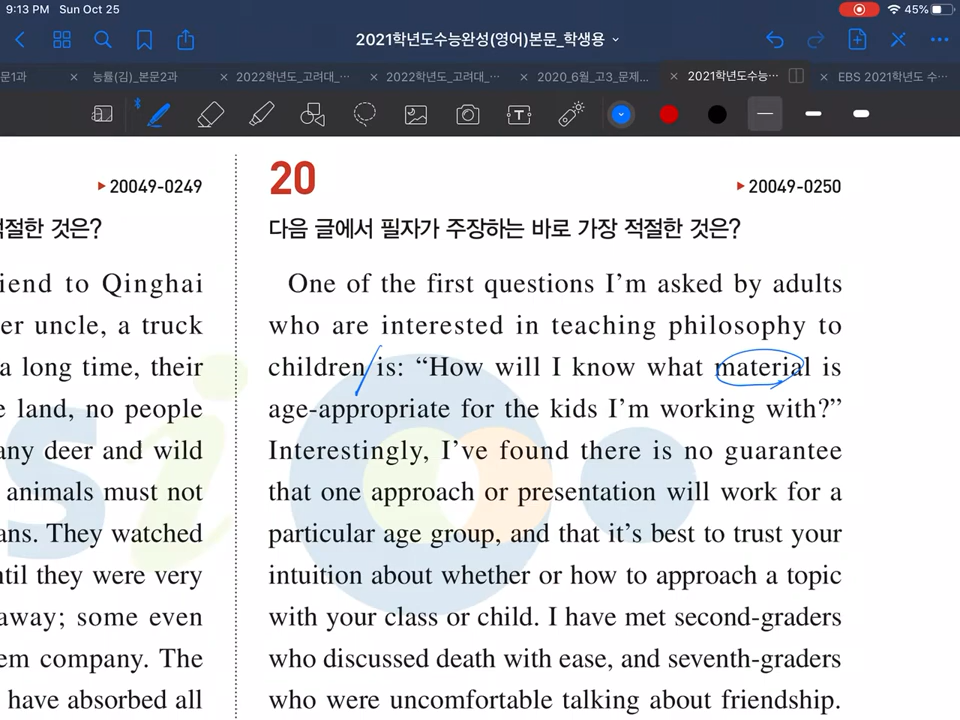 9:13 PM Sun Oct 25
45%
2021학년도수능완성(영어)본문_학생용
문1과
능률(김)_본문2과
2022학년도_고려대_···
2022학년도_고려대_···
2020_6월_고3_문제...
2021학년도수능···
EBS 2021학년도 수···
20049-0249
적절한 것은?
iend to Qinghai
er uncle, a truck
a long time, their
e land, no people
any deer and wild
animals must not
ans. They watched
ntil they were very
away; some even
em company. The
have absorbed all
20
20049-0250
다음 글에서 필자가 주장하는 바로 가장 적절한 것은?
One of the first questions I'm asked by adults
who are interested in teaching philosophy to
children is: “How will I know what material is
age-appropriate for the kids I'm working with?”
Interestingly, I've found there is no guarantee
that one approach or presentation will work for a
particular age group, and that it's best to trust your
intuition about whether or how to approach a topic
with your class or child. I have met second-graders
who discussed death with ease, and seventh-graders
who were uncomfortable talking about friendship.